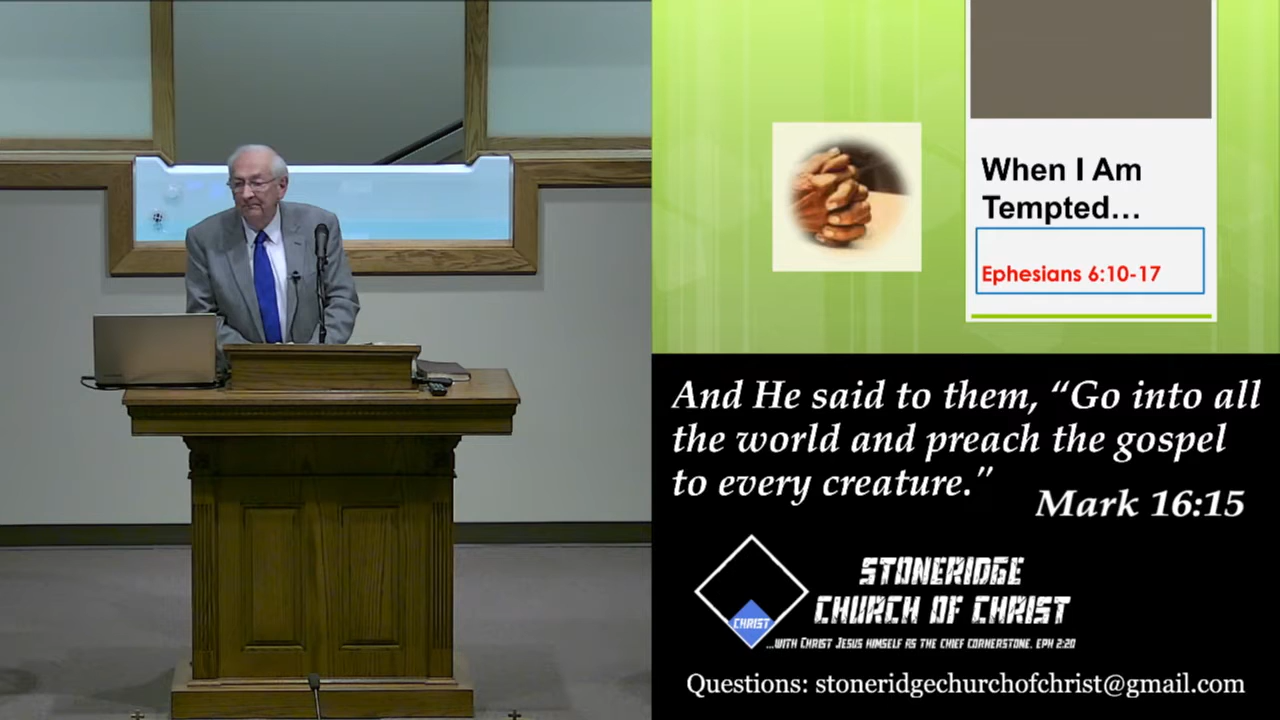 When I Am
Tempted...
Ephesians 6:10-17
And He said to them, “Go into all
the world and preach the gospel
to every creature."
Mark 16:15
CHRIST
STONERIDGE
CHURCH OF CHRIST
...WITH CHRIST JESUS HIMSELF AS THE CHIEF CORNERSTONE. EPH 2:20
Questions: stoneridgechurchofchrist@gmail.com